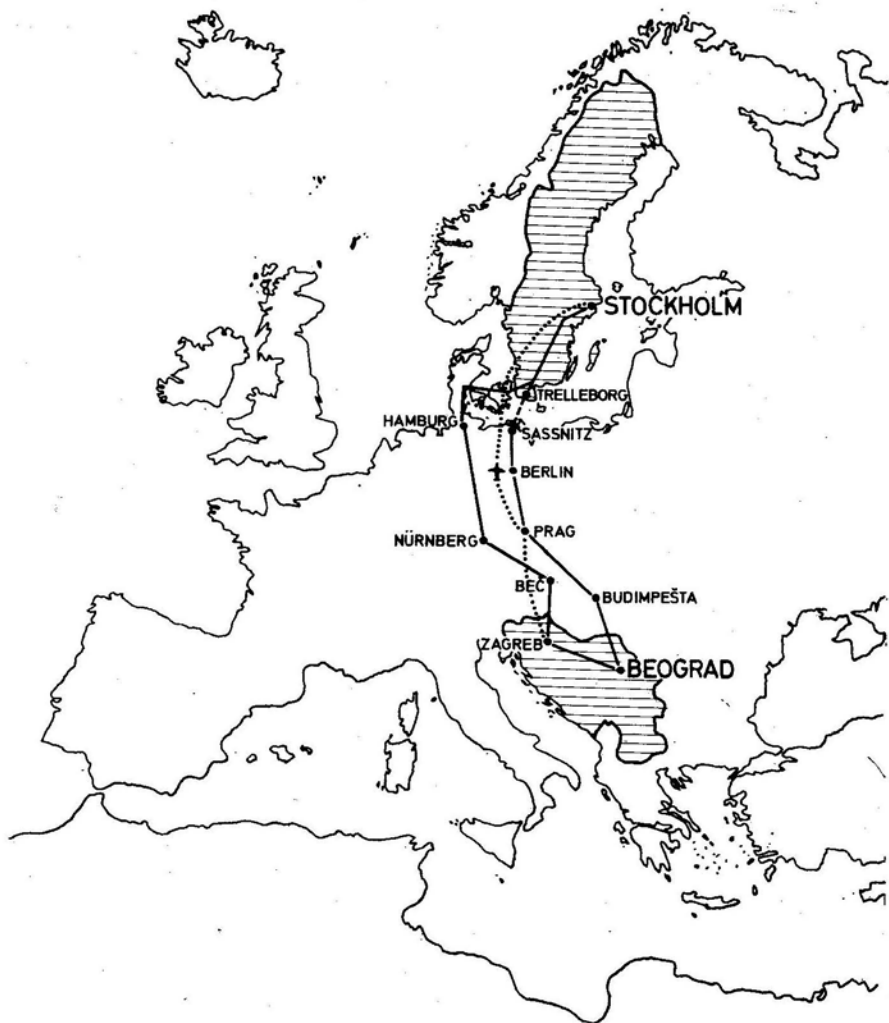 STOCKHOLM
TRELLEBORG
HAMBURG
SASSNITZ
BERLIN
PRAG
NÜRNBERG
BEČ
BUDIMPEŠTA
ZAGREB
BEOGRAD